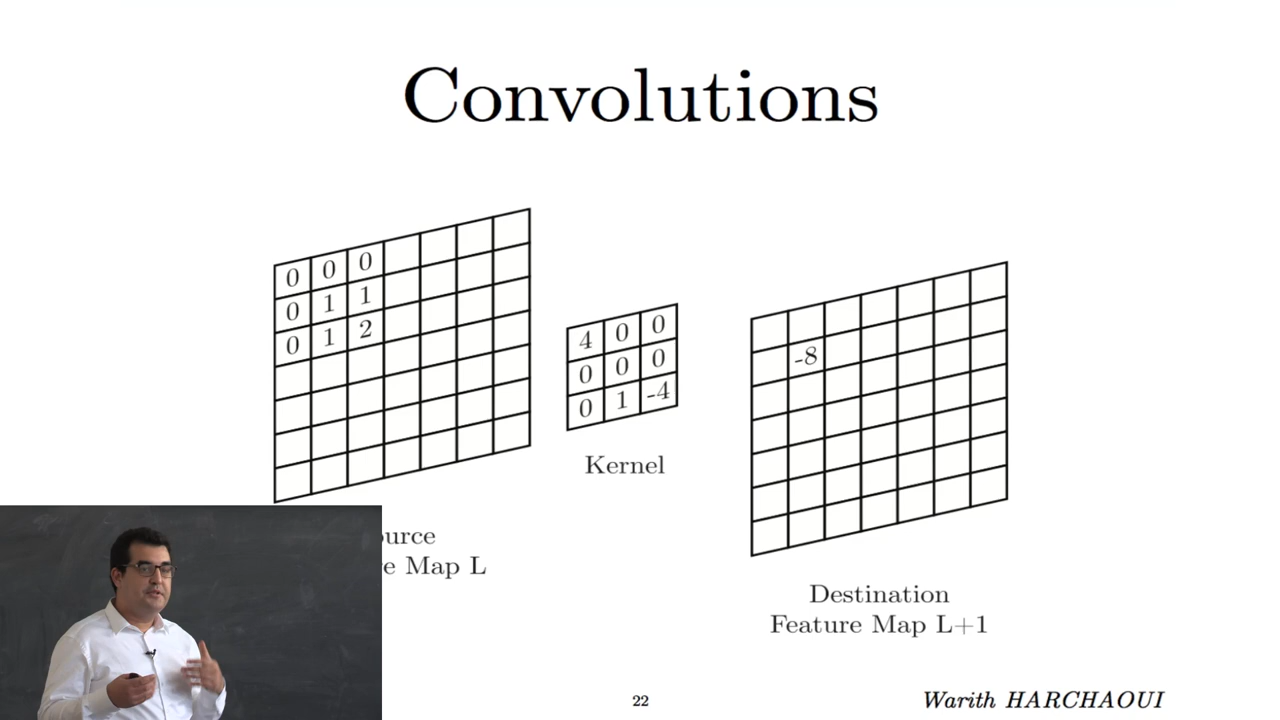 Convolutions
0 0 0
0 1 1
0 1 2
4 0 0
0 0 0
0 1 -4
-8
Kernel
Map L
Destination
Feature Map L+1
22
Warith HARCHAOUI